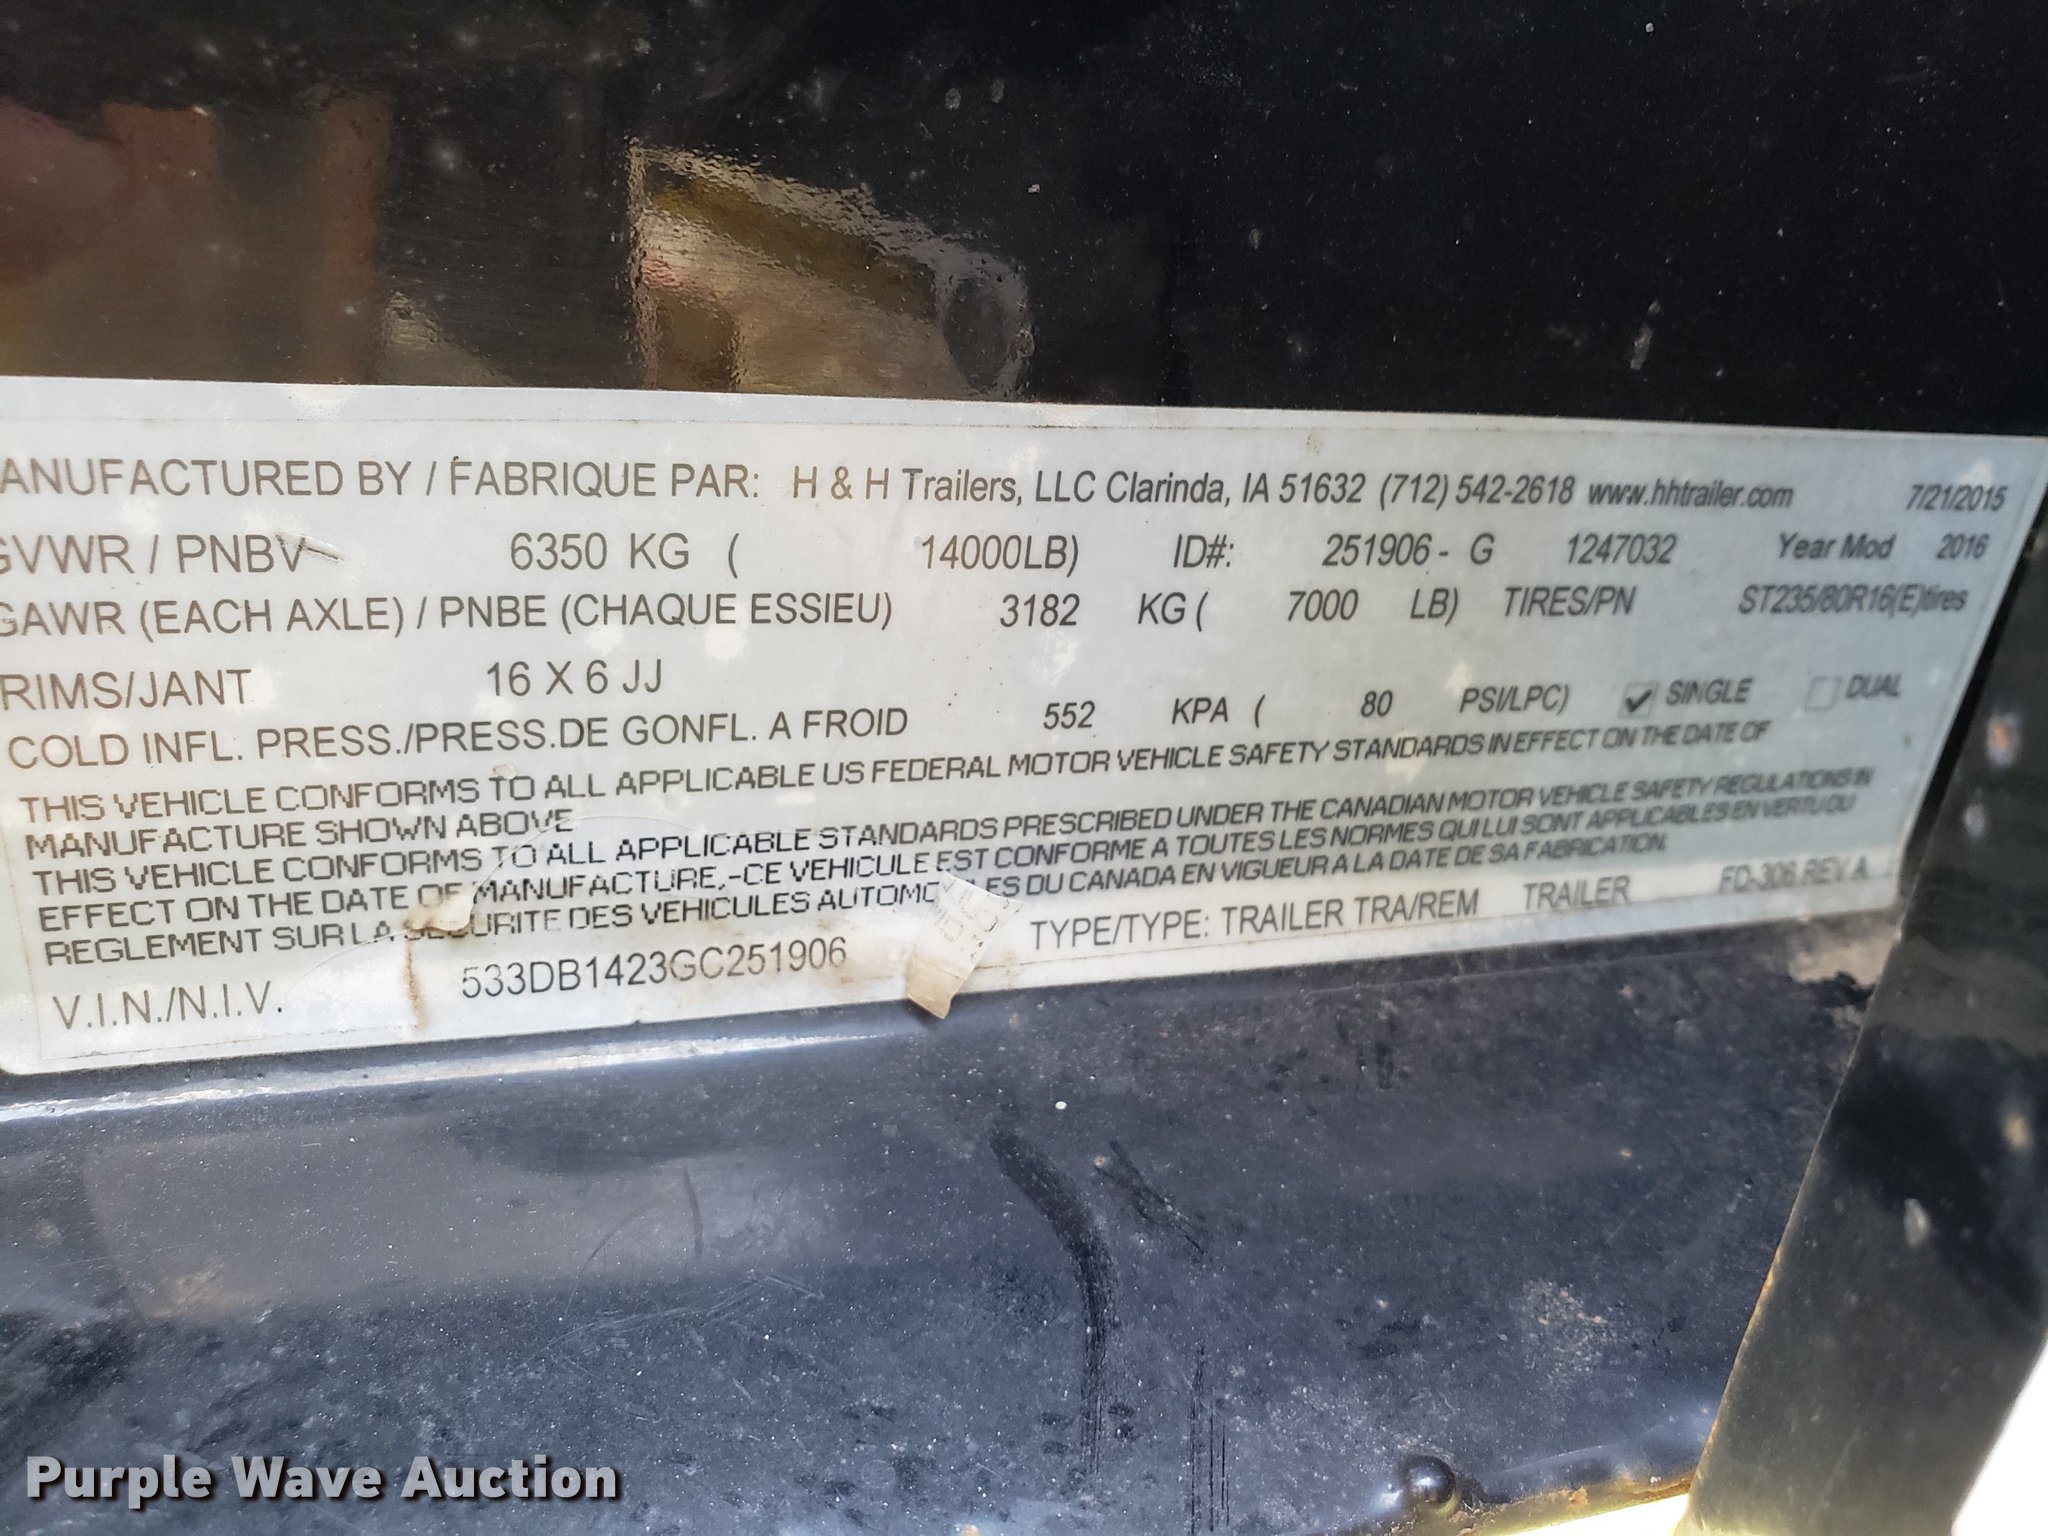 ANUFACTURED BY / FABRIQUE PAR: H & H Trailers, LLC Clarinda, IA 51632 (712) 542-2618 www.hhtrailer.com 7/21/2015
GVWR / PNBV 6350 KG ( 14000LB) ID#: 251906- G 1247032 Year Mod 2016
GAWR (EACH AXLE) / PNBE (CHAQUE ESSIEU) 3182 KG ( 7000 LB) TIRES/PN ST235/80R16(E)tires
RIMS/JANT 16 X 6 JJ
COLD INFL. PRESS./PRESS.DE GONFL. A FROID 552 KPA ( 80 PSI/LPC) ✓ SINGLE DUAL
THIS VEHICLE CONFORMS TO ALL APPLICABLE US FEDERAL MOTOR VEHICLE SAFETY STANDARDS IN EFFECT ON THE DATE OF
MANUFACTURE SHOWN ABOVE
THIS VEHICLE CONFORMS TO ALL APPLICABLE STANDARDS PRESCRIBED UNDER THE CANADIAN MOTOR VEHICLE SAFETY REGULATIONS IN
EFFECT ON THE DATE OF MANUFACTURE.-CE VEHICULE EST CONFORME A TOUTES LES NORMES QUI LUI SONT APPLICABLES EN VERTU DU
REGLEMENT SUR LA SECURITE DES VEHICULES AUTOMOBILES DU CANADA EN VIGUEUR A LA DATE DE SA FABRICATION.
V.I.N./N.I.V. 533DB1423GC251906 TYPE/TYPE: TRAILER TRA/REM TRAILER FD-306 REV A
Purple Wave Auction